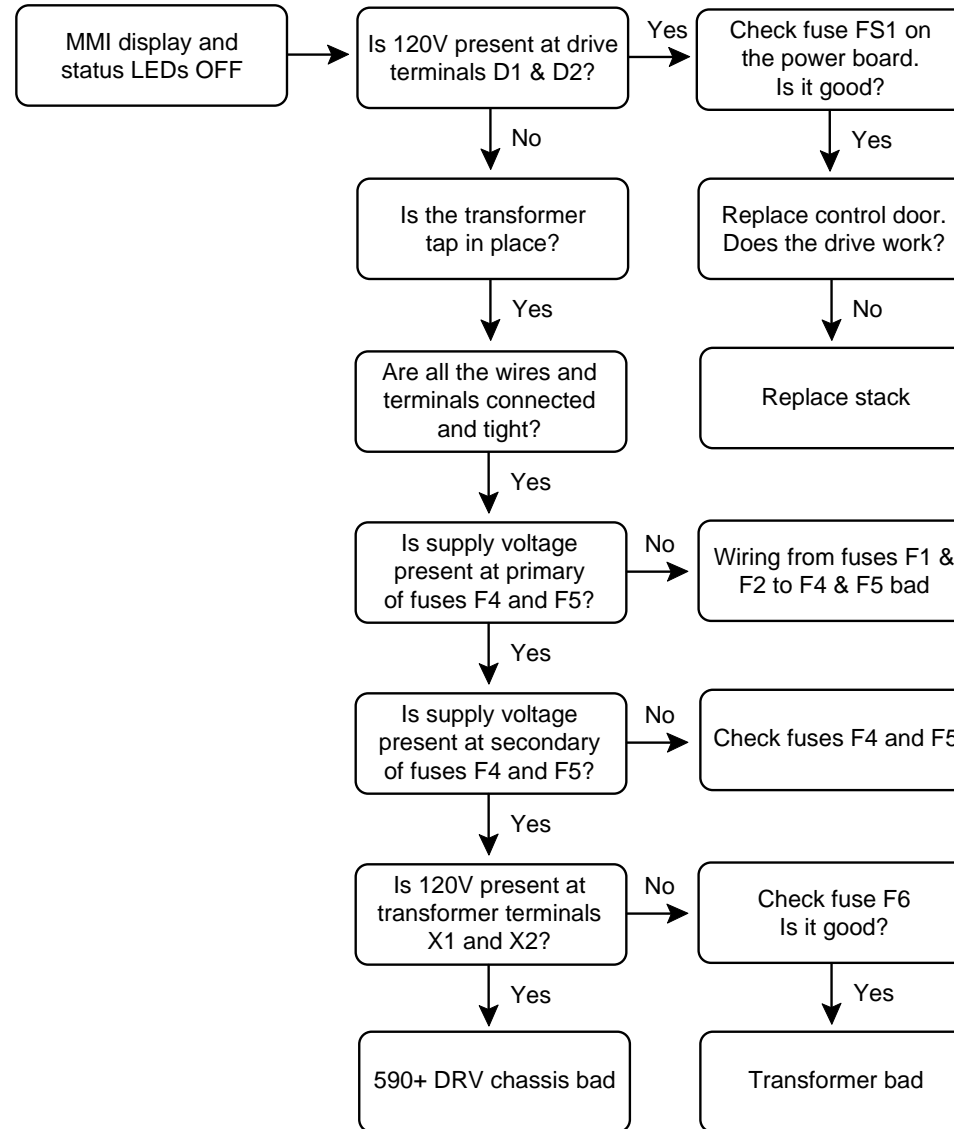 MMI display and
status LEDs OFF
Is 120V present at drive
terminals D1 & D2?
Yes
Check fuse FS1 on
the power board.
Is it good?
No
Yes
Is the transformer
tap in place?
Replace control door.
Does the drive work?
Yes
No
Are all the wires and
terminals connected
and tight?
Replace stack
Yes
Is supply voltage
present at primary
of fuses F4 and F5?
No
Wiring from fuses F1 &
F2 to F4 & F5 bad
Yes
Is supply voltage
present at secondary
of fuses F4 and F5?
No
Check fuses F4 and F5
Yes
Is 120V present at
transformer terminals
X1 and X2?
No
Check fuse F6
Is it good?
Yes
Yes
590+ DRV chassis bad
Transformer bad